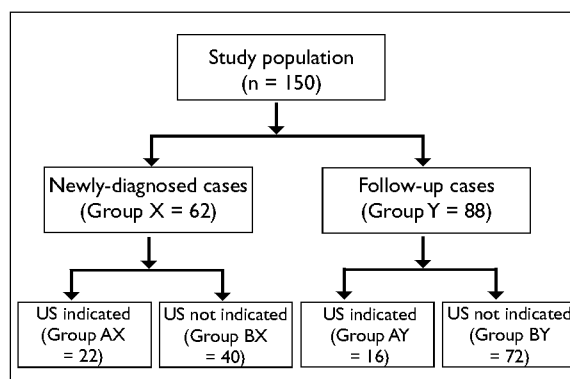 Study population
(n = 150)
Newly-diagnosed cases
(Group X = 62)
Follow-up cases
(Group Y = 88)
US indicated
(Group AX
= 22)
US not indicated
(Group BX
= 40)
US indicated
(Group AY
= 16)
US not indicated
(Group BY
= 72)